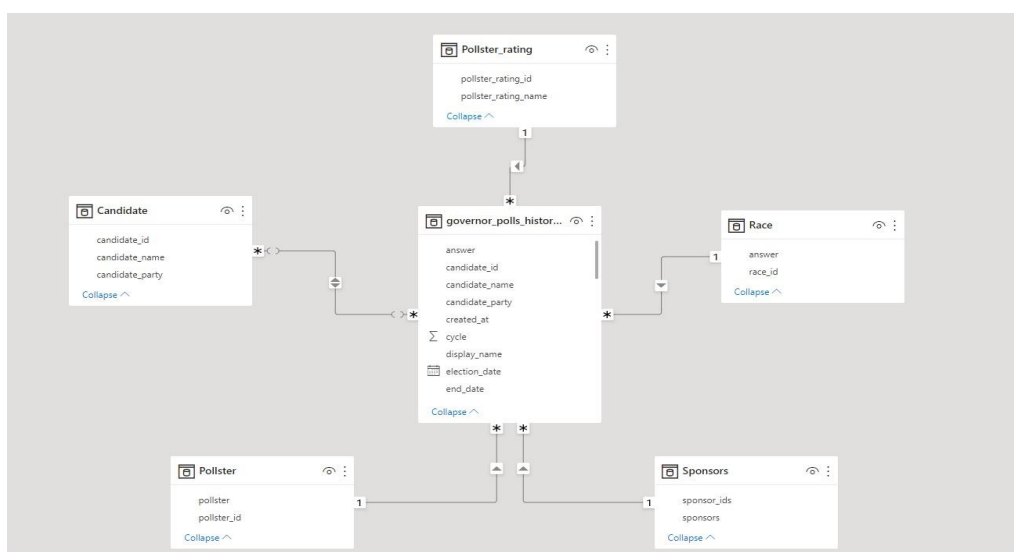 Pollster_rating
pollster_rating_id
pollster_rating_name
Collapse
1
*
Candidate
candidate_id
candidate_name
candidate_party
Collapse
*
*
governor_polls_histor...
answer
candidate_id
candidate_name
candidate_party
created_at
Σ cycle
display_name
election_date
end_date
Collapse
Race
answer
race_id
Collapse
1
*
*
*
Pollster
pollster
pollster_id
Collapse
1
Sponsors
sponsor_ids
sponsors
Collapse
1